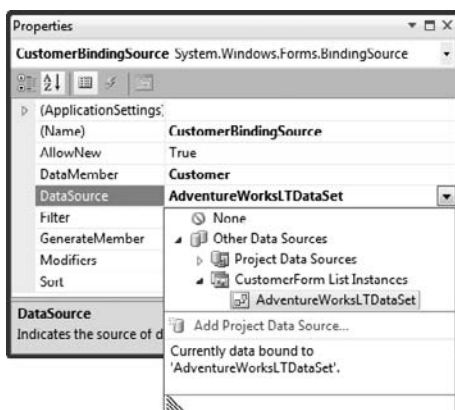 Properties
CustomerBindingSource System.Windows.Forms.BindingSource
(ApplicationSettings)
(Name) CustomerBindingSource
AllowNew True
DataMember Customer
DataSource AdventureWorksLTDataSet
Filter
None
Other Data Sources
GenerateMember
Project Data Sources
Modifiers
CustomerForm List Instances
Sort
AdventureWorksLTDataSet
DataSource
Add Project Data Source...
Indicates the source of d
Currently data bound to
'AdventureWorksLTDataSet'.